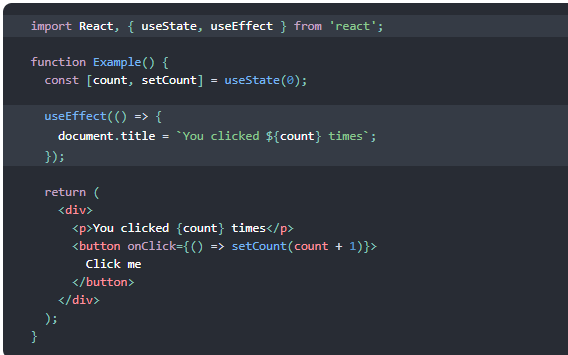 import React, { useState, useEffect } from 'react';
function Example() {
const [count, setCount] = useState(0);
useEffect(() => {
document.title = `You clicked ${count} times`;
});
return (
<div>
<p>You clicked {count} times</p>
<button onClick={() => setCount(count + 1)}>
Click me
</button>
</div>
);
}